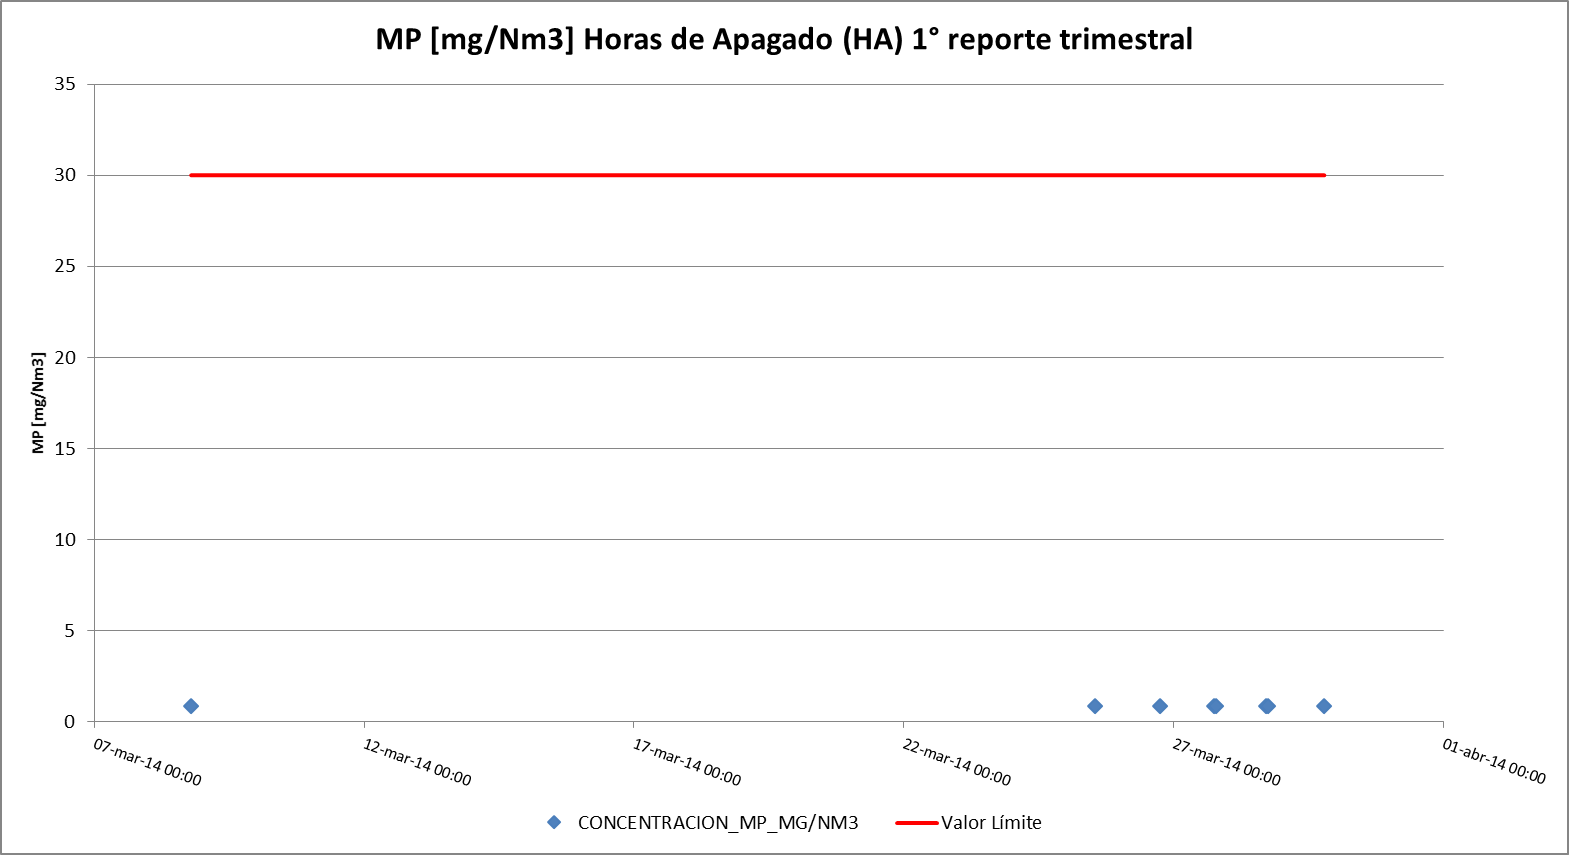 MP [mg/Nm3] Horas de Apagado (HA) 1° reporte trimestral
35
30
25
20
15
10
5
0
MP [mg/Nm3]
07-mar-14 00:00
12-mar-14 00:00
17-mar-14 00:00
22-mar-14 00:00
27-mar-14 00:00
01-abr-14 00:00
CONCENTRACION_MP_MG/NM3
Valor Límite